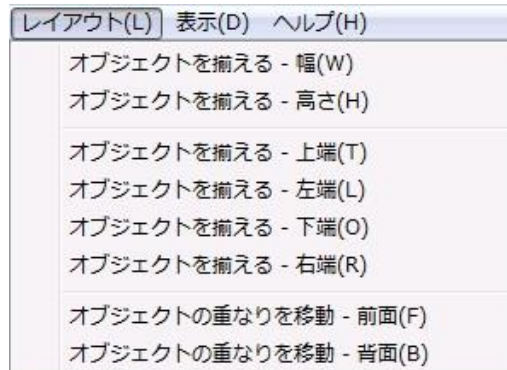 レイアウト(L) 表示(D) ヘルプ(H)
オブジェクトを揃える - 幅(W)
オブジェクトを揃える - 高さ(H)
オブジェクトを揃える - 上端(T)
オブジェクトを揃える - 左端(L)
オブジェクトを揃える - 下端(O)
オブジェクトを揃える - 右端(R)
オブジェクトの重なりを移動 - 前面(F)
オブジェクトの重なりを移動 - 背面(B)